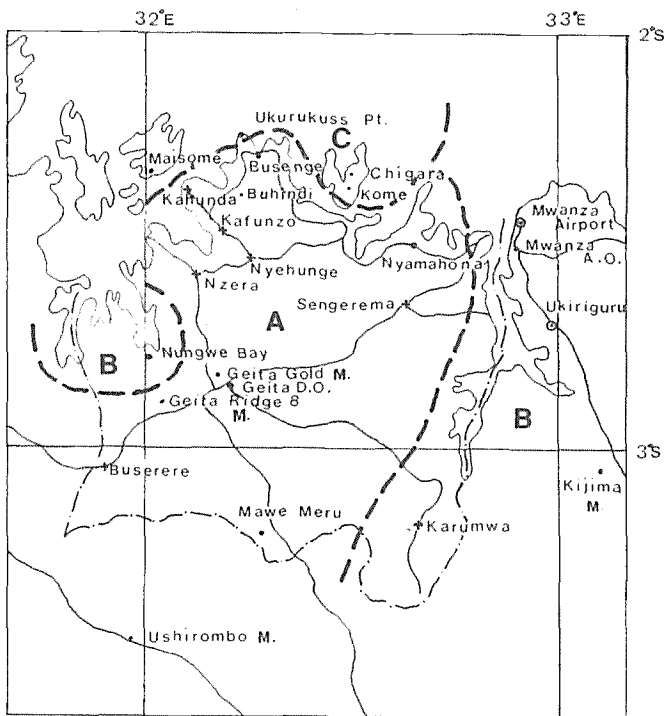 32°E
33°E
2°S
Ukurukuss Pt.
C
Maisome
Busenge
Chigara
Kahunda
Buhindi
Kome
Kafunzo
Mwanza
Airport
Nyehunge
Nyamahona
Mwanza
A.O.
Nzera
Sengerema
A
Ukiriguru
B
Nungwe Bay
Geita Gold M.
Geita D.O.
Geita Ridge 8
M.
B
3°S
Buserere
Kijima
M.
Mawe Meru
Karumwa
Ushirombo M.